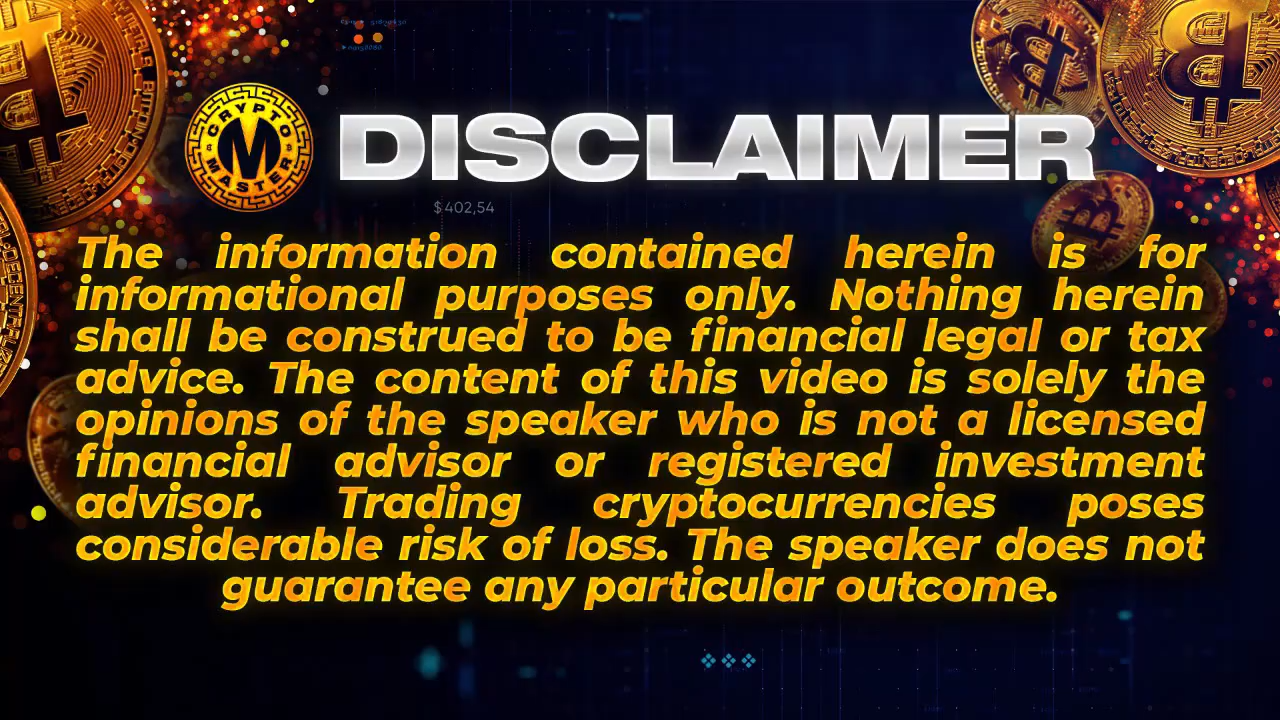 CRYPTO
M
MASTER
DISCLAIMER
$402,54
The information contained herein is for
informational purposes only. Nothing herein
shall be construed to be financial legal or tax
advice. The content of this video is solely the
opinions of the speaker who is not a licensed
financial advisor or registered investment
advisor. Trading cryptocurrencies poses
considerable risk of loss. The speaker does not
guarantee any particular outcome.